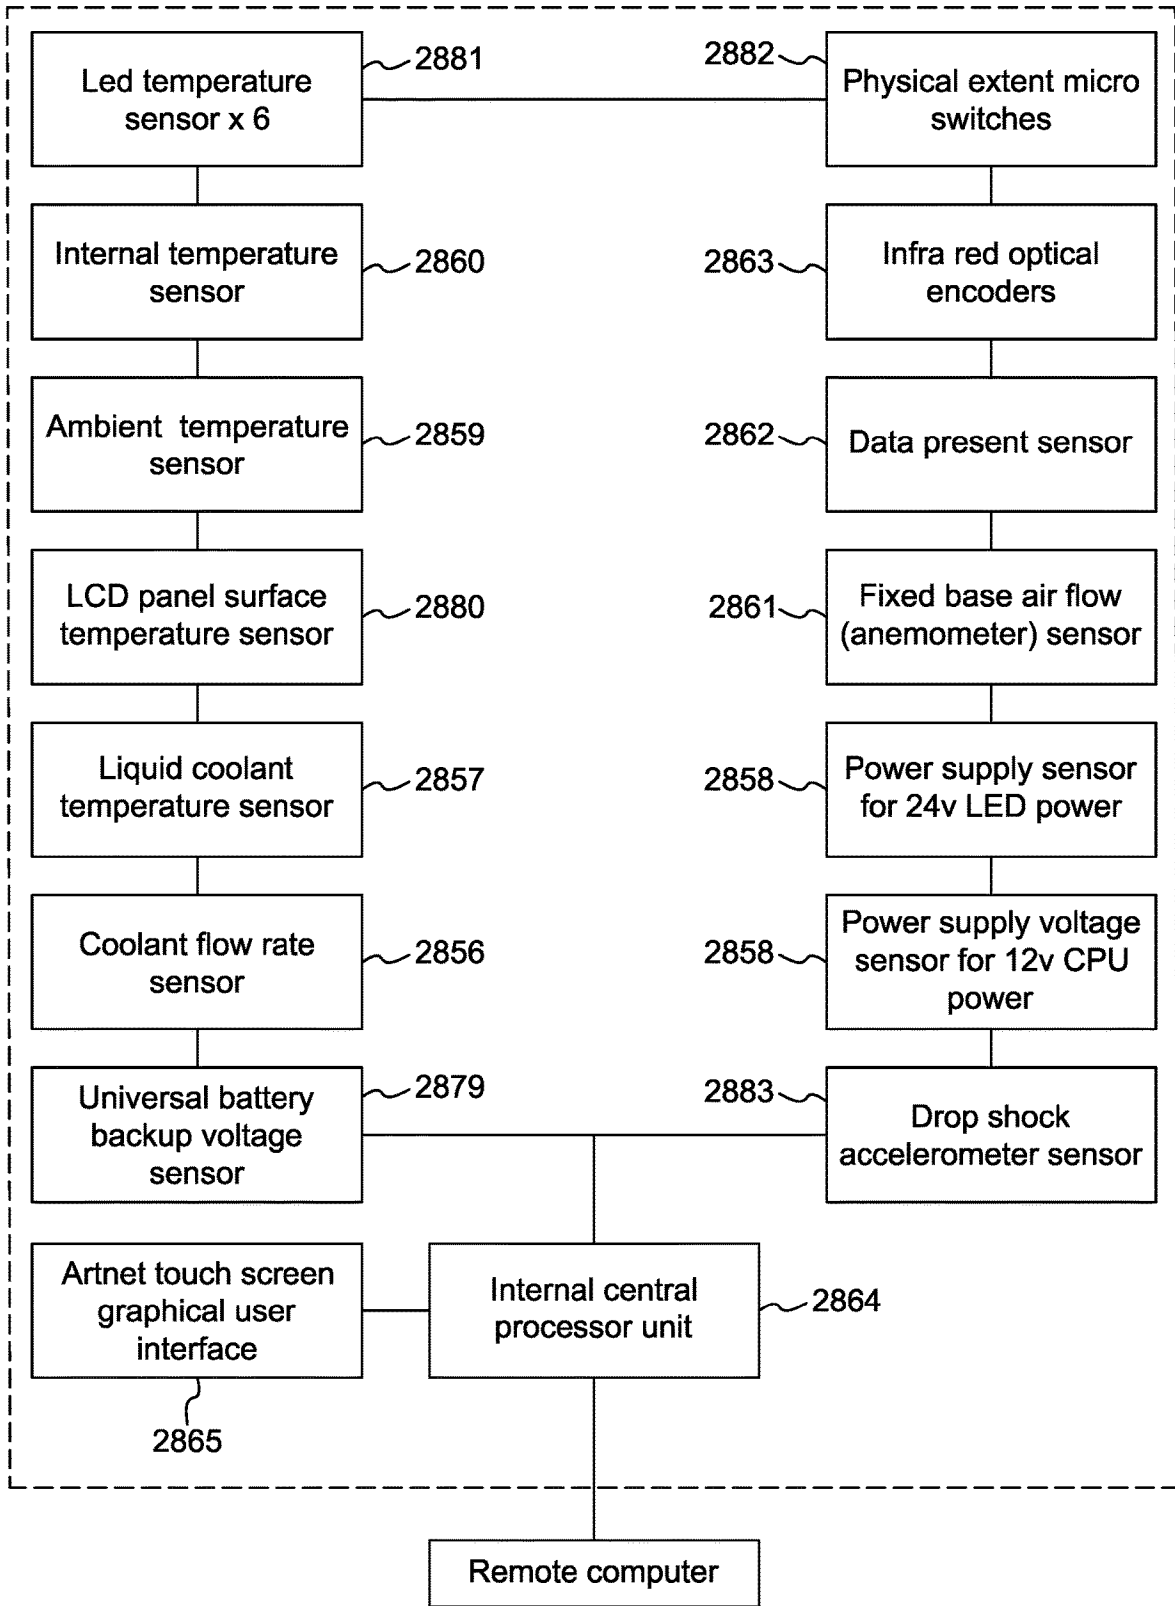 Led temperature
sensor x 6
2881
2882
Physical extent micro
switches
Internal temperature
sensor
2860
2863
Infra red optical
encoders
Ambient temperature
sensor
2859
2862
Data present sensor
LCD panel surface
temperature sensor
2880
2861
Fixed base air flow
(anemometer) sensor
Liquid coolant
temperature sensor
2857
2858
Power supply sensor
for 24v LED power
Coolant flow rate
sensor
2856
2858
Power supply voltage
sensor for 12v CPU
power
Universal battery
backup voltage
sensor
2879
2883
Drop shock
accelerometer sensor
Artnet touch screen
graphical user
interface
2865
Internal central
processor unit
2864
Remote computer